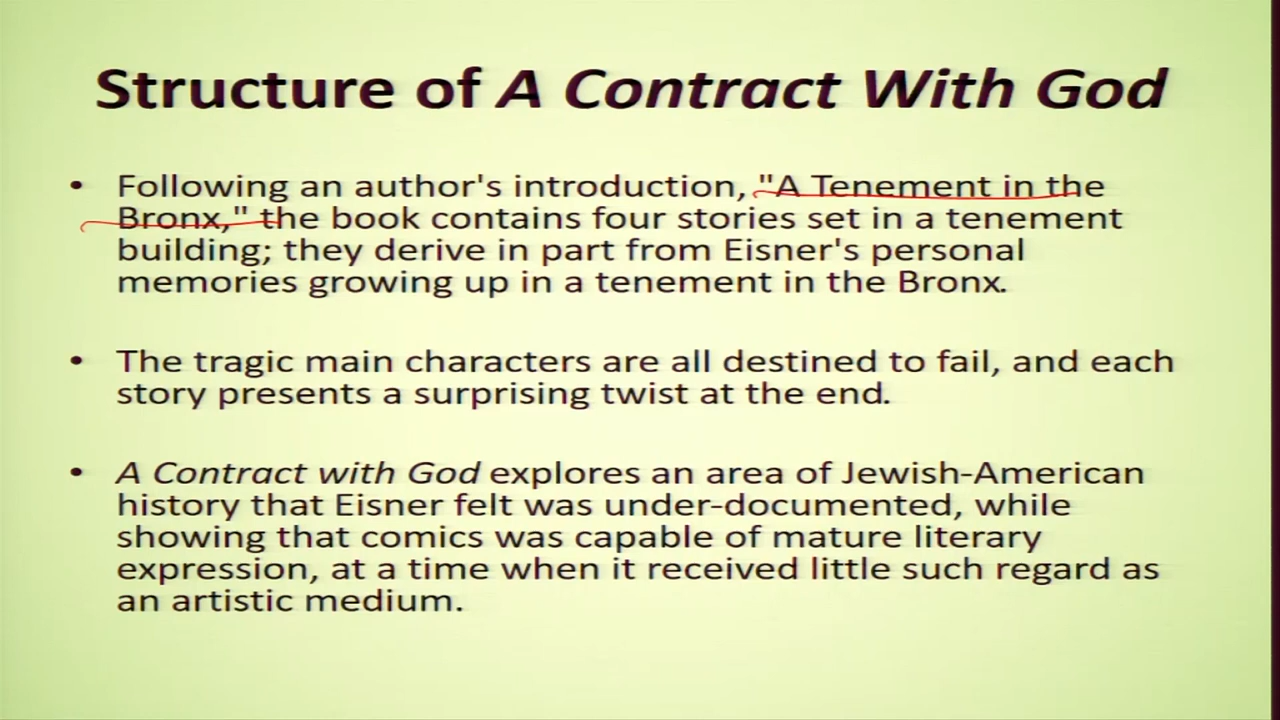 Structure of A Contract With God
• Following an author's introduction, "A Tenement in the
Bronx," the book contains four stories set in a tenement
building; they derive in part from Eisner's personal
memories growing up in a tenement in the Bronx.
• The tragic main characters are all destined to fail, and each
story presents a surprising twist at the end.
• A Contract with God explores an area of Jewish-American
history that Eisner felt was under-documented, while
showing that comics was capable of mature literary
expression, at a time when it received little such regard as
an artistic medium.